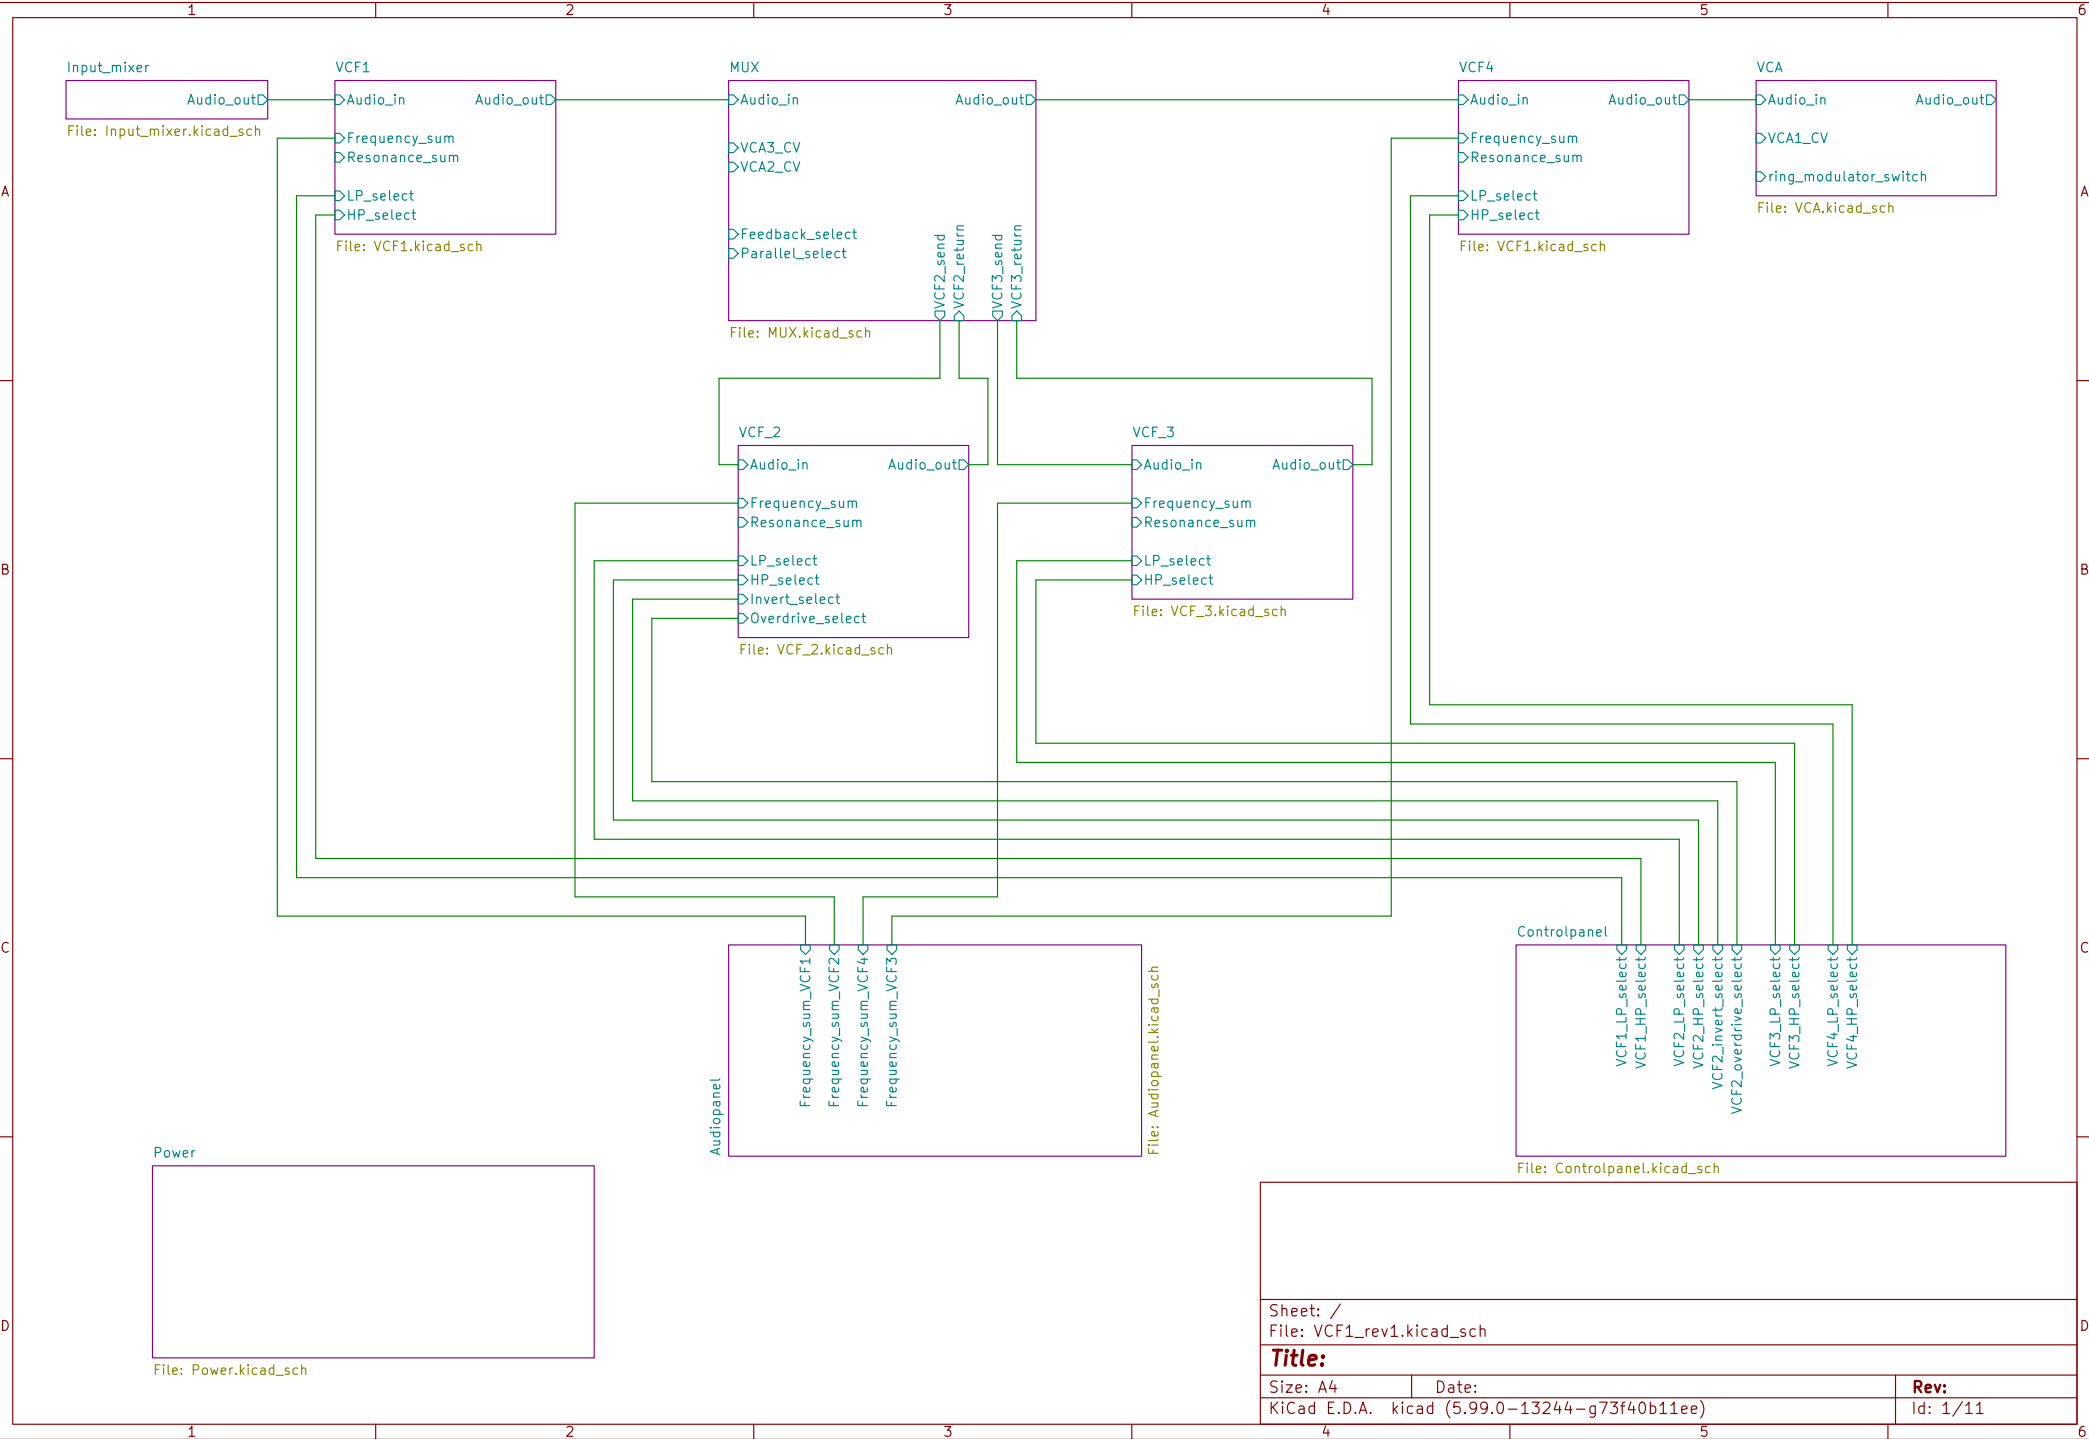 1 2 3 4 5 6
Input_mixer
Audio_out
File: Input_mixer.kicad_sch
VCF1
Audio_in
Audio_out
Frequency_sum
Resonance_sum
LP_select
HP_select
File: VCF1.kicad_sch
MUX
Audio_in
Audio_out
VCA3_CV
VCA2_CV
Feedback_select
Parallel_select
VCF2_send
VCF2_return
VCF3_send
VCF3_return
File: MUX.kicad_sch
VCF4
Audio_in
Audio_out
Frequency_sum
Resonance_sum
LP_select
HP_select
File: VCF1.kicad_sch
VCA
Audio_in
Audio_out
VCA1_CV
ring_modulator_switch
File: VCA.kicad_sch
A
A
VCF_2
Audio_in
Audio_out
Frequency_sum
Resonance_sum
LP_select
HP_select
Invert_select
Overdrive_select
File: VCF_2.kicad_sch
VCF_3
Audio_in
Audio_out
Frequency_sum
Resonance_sum
LP_select
HP_select
File: VCF_3.kicad_sch
B
B
Audiopanel
Frequency_sum_VCF1
Frequency_sum_VCF2
Frequency_sum_VCF4
Frequency_sum_VCF3
File: Audiopanel.kicad_sch
Controlpanel
VCF1_LP_select
VCF1_HP_select
VCF2_LP_select
VCF2_HP_select
VCF2_invert_select
VCF2_overdrive_select
VCF3_LP_select
VCF3_HP_select
VCF4_LP_select
VCF4_HP_select
File: Controlpanel.kicad_sch
C
C
Power
File: Power.kicad_sch
D
D
Sheet: /
File: VCF1_rev1.kicad_sch
Title:
Size: A4
Date:
Rev:
KiCad E.D.A. kicad (5.99.0-13244-g73f40b11ee)
Id: 1/11
1 2 3 4 5 6